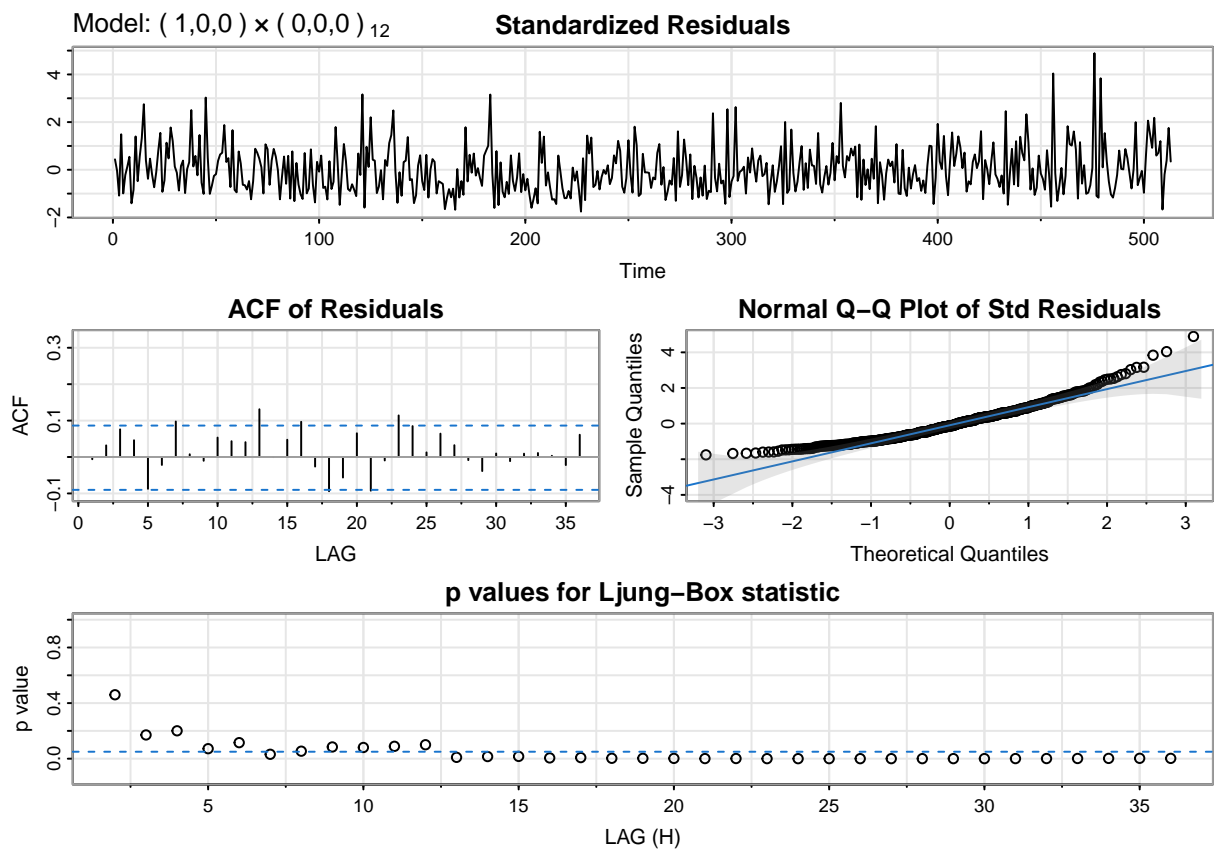 Model: ( 1,0,0 ) × ( 0,0,0 ) 12
Standardized Residuals
4
2
0
−2
0 100 200 300 400 500
Time
ACF of Residuals
0.3
0.1
−0.1
ACF
0 5 10 15 20 25 30 35
LAG
Normal Q−Q Plot of Std Residuals
4
2
0
−4
Sample Quantiles
−3 −2 −1 0 1 2 3
Theoretical Quantiles
p values for Ljung−Box statistic
0.8
0.4
0.0
p value
5 10 15 20 25 30 35
LAG (H)